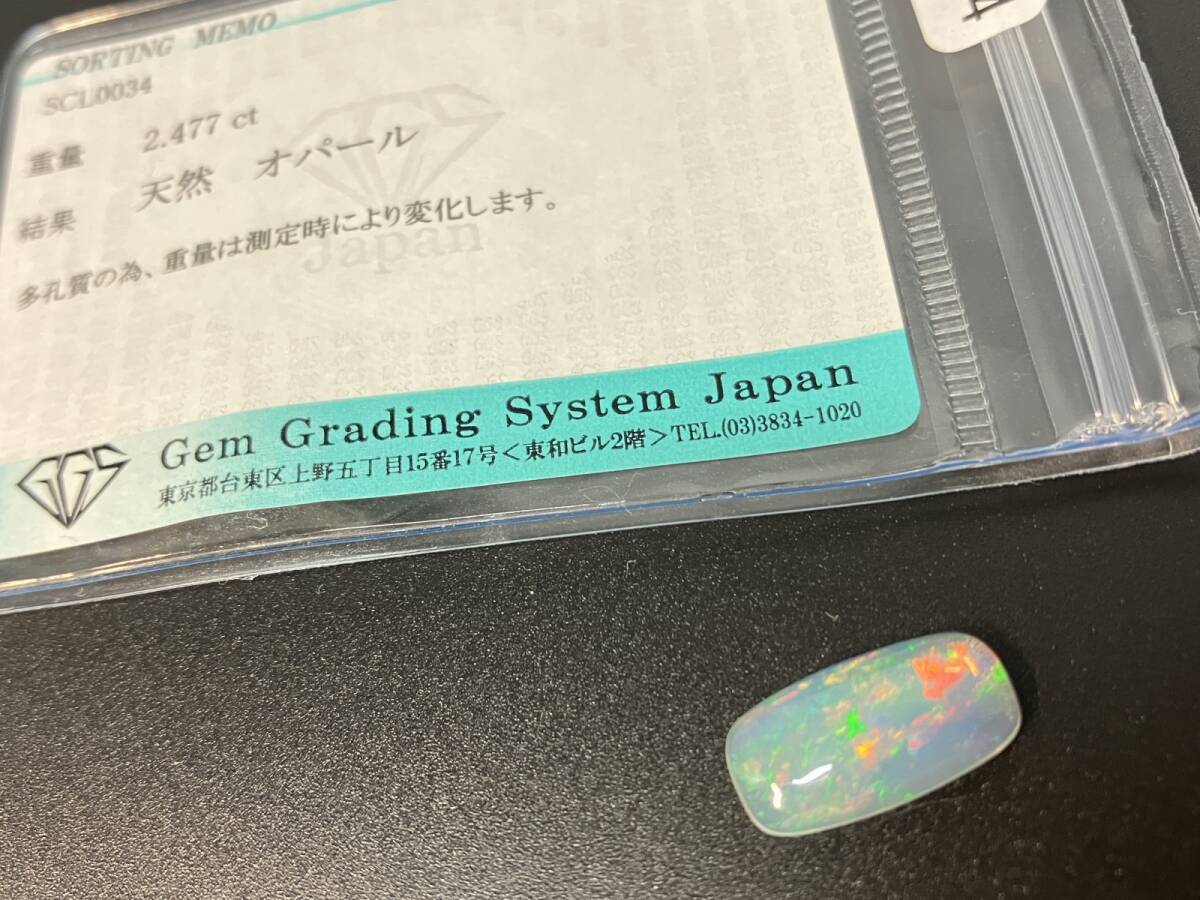 SORTING MEMO
SCL0034
重量 2.477 ct
結果 天然 オパール
多孔質の為、重量は測定時により変化します。
Japan
GGS
Gem Grading System Japan
東京都台東区上野五丁目15番17号＜東和ビル2階＞TEL.(03)3834-1020